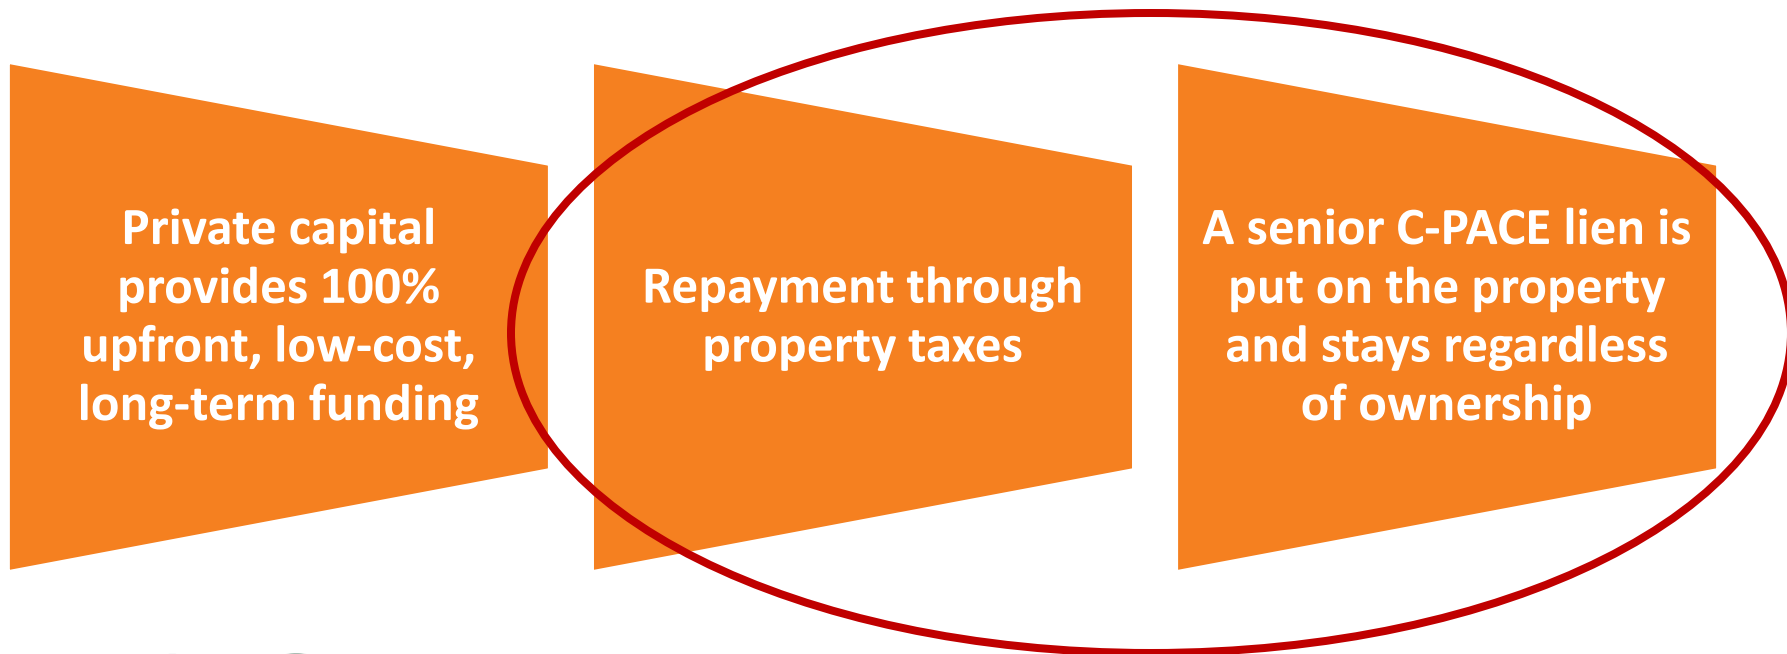 Private capital
provides 100%
upfront, low-cost,
long-term funding
Repayment through
property taxes
A senior C-PACE lien is
put on the property
and stays regardless
of ownership